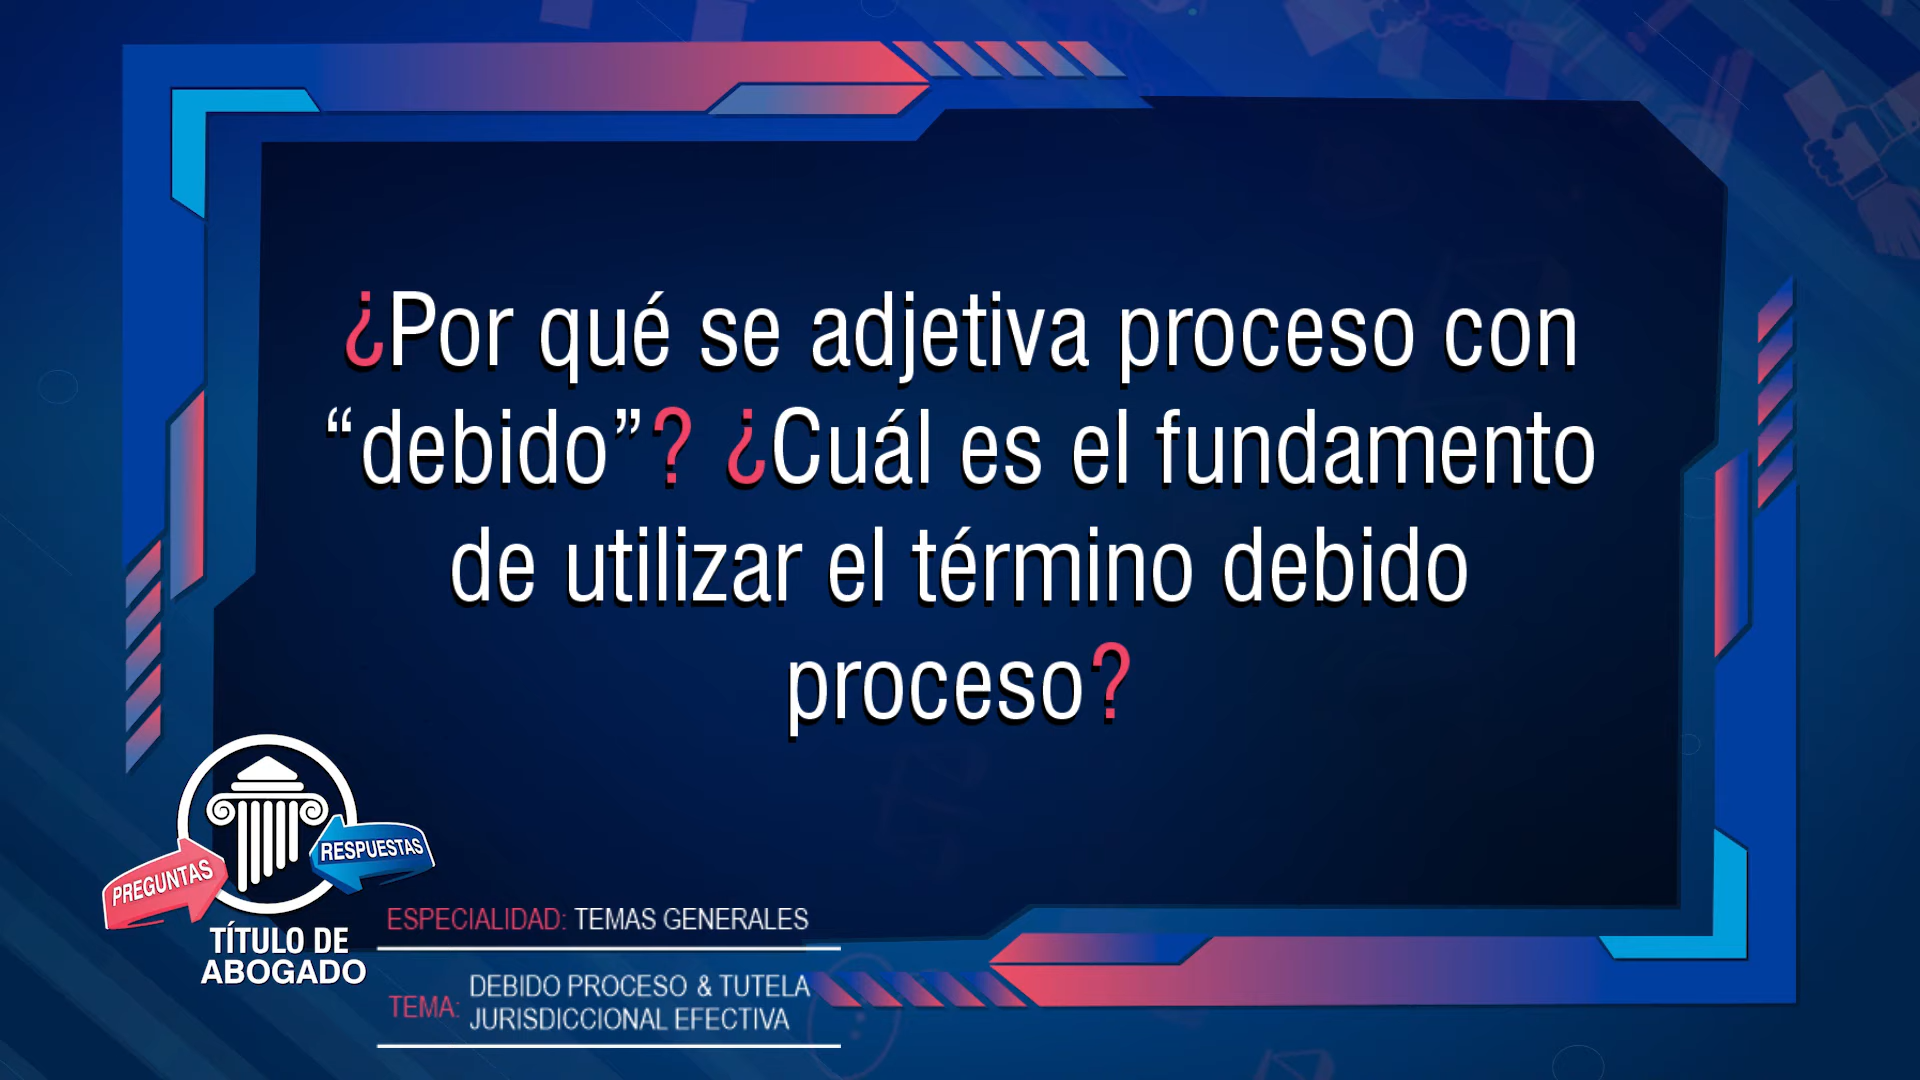 ¿Por qué se adjetiva proceso con
“debido”? ¿Cuál es el fundamento
de utilizar el término debido
proceso?
PREGUNTAS
RESPUESTAS
TÍTULO DE
ABOGADO
ESPECIALIDAD: TEMAS GENERALES
TEMA: DEBIDO PROCESO & TUTELA
JURISDICCIONAL EFECTIVA